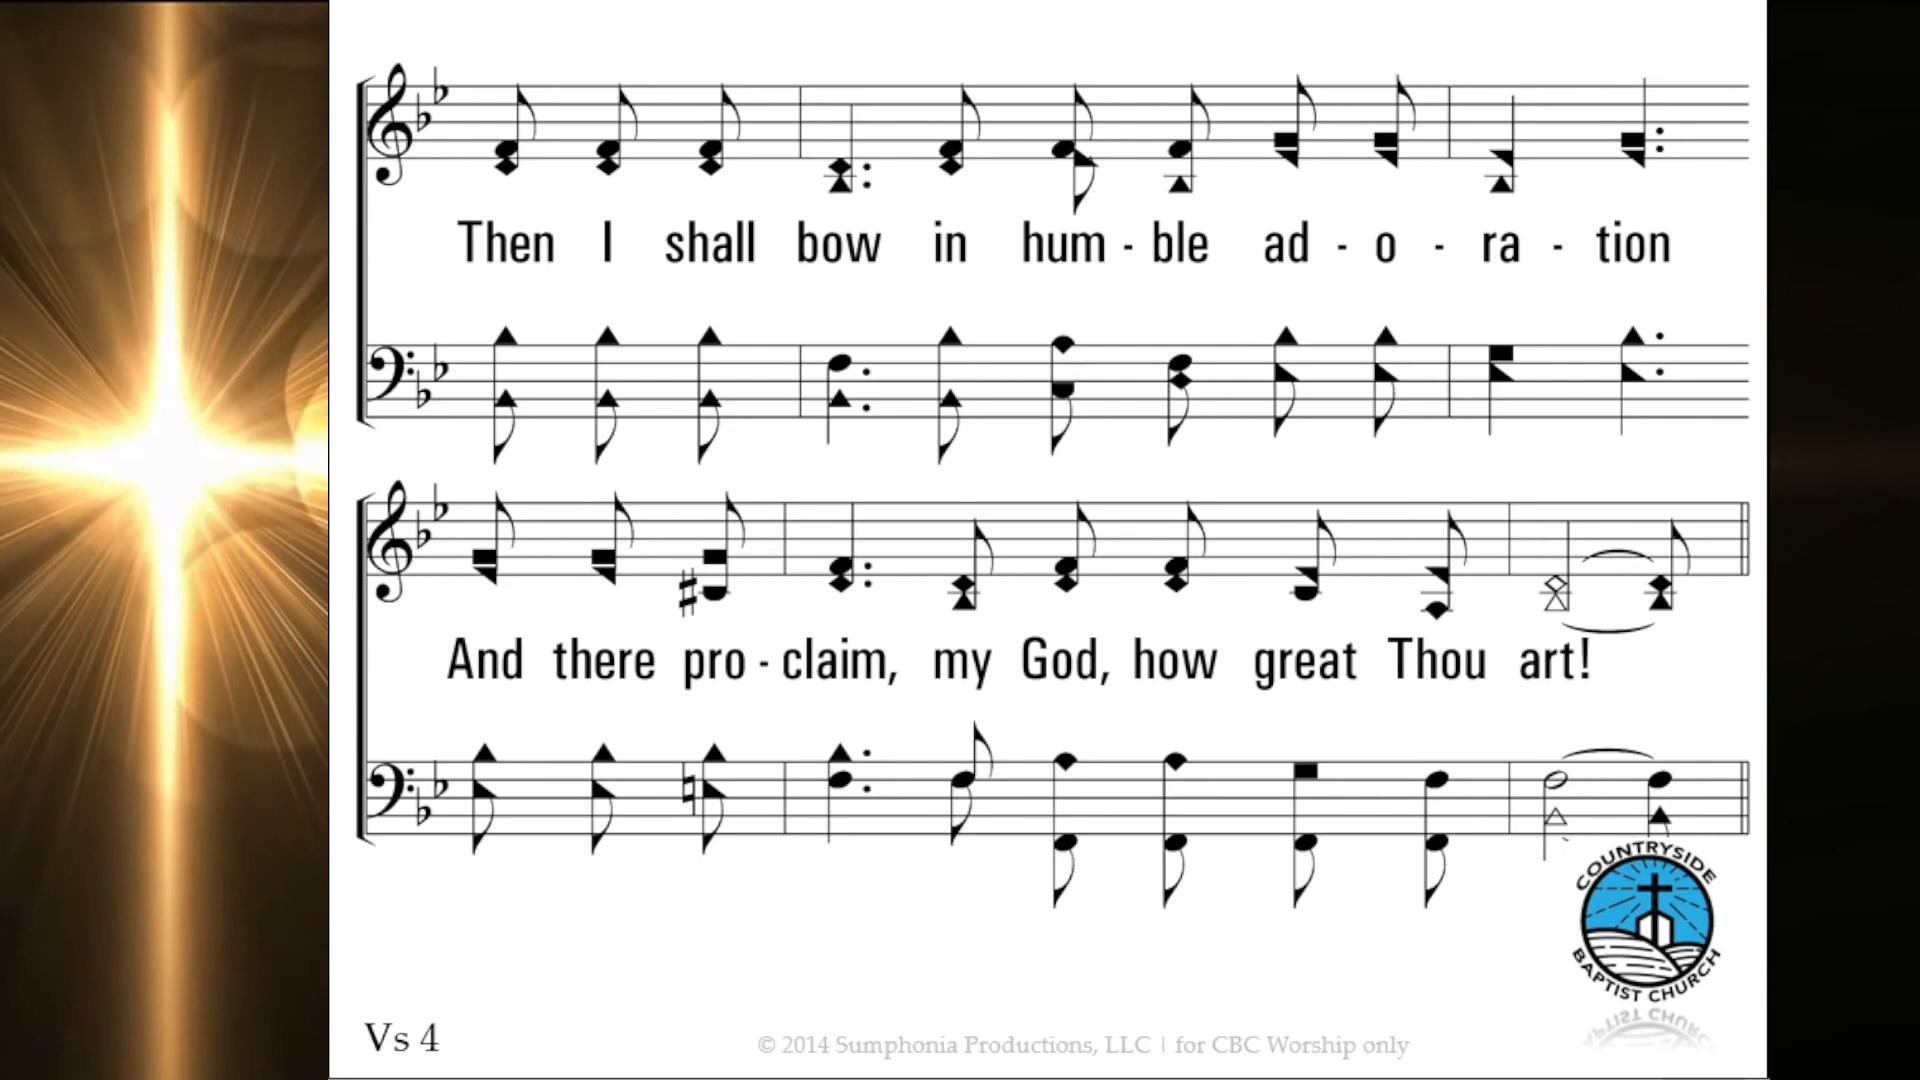 Then I shall bow in hum - ble ad - o - ra - tion
And there pro - claim, my God, how great Thou art!
COUNTRYSIDE
BAPTIST CHURCH
Vs 4
© 2014 Sumphonia Productions, LLC | for CBC Worship only